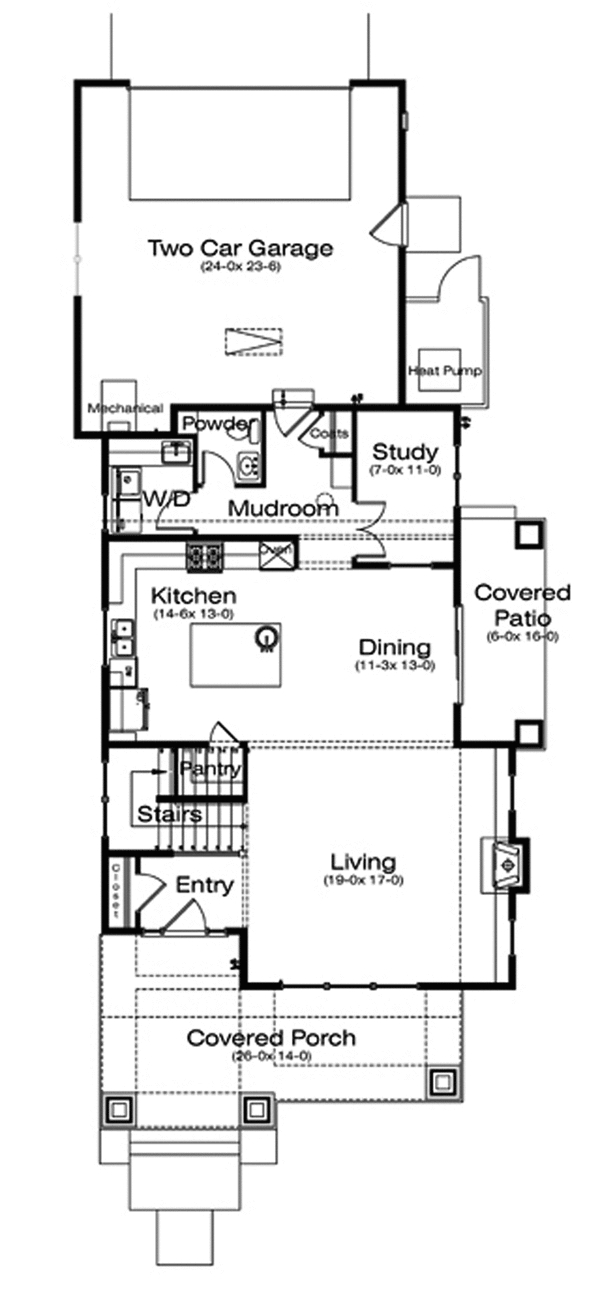 Two Car Garage
(24-0x 23-6)
Heat Pump
Mechanical
Powder
Coats
Study
(7-0x 11-0)
W/D
Mudroom
Oven
Kitchen
(14-6x 13-0)
Covered
Patio
(6-0x 16-0)
Dining
(11-3x 13-0)
Pantry
Stairs
Living
(19-0x 17-0)
Entry
Closet
Covered Porch
(26-0x 14-0)